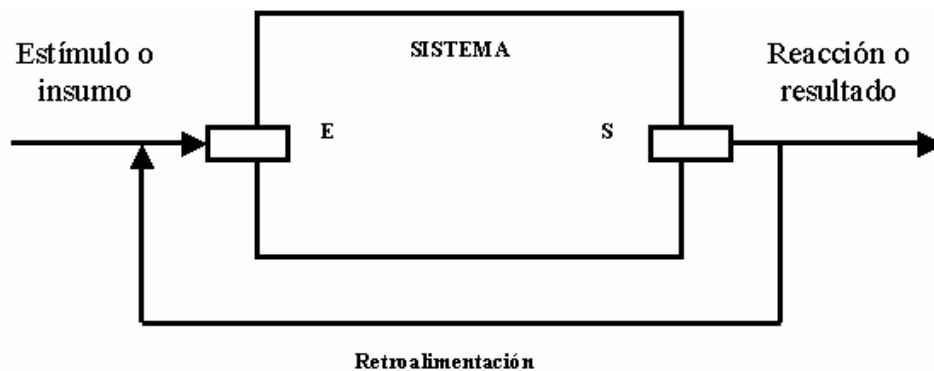 Estímulo o
insumo
SISTEMA
Reacción o
resultado
E
S
Retroalimentación